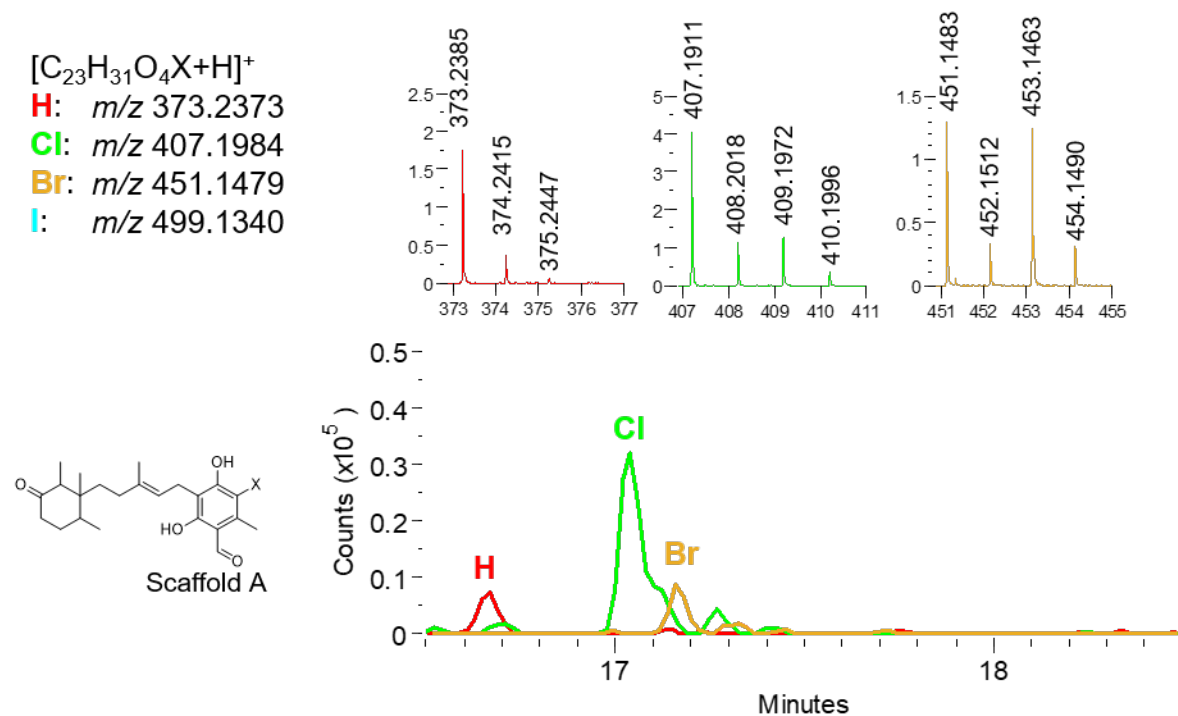 [C₂₃H₃₁O₄X+H]⁺
H: m/z 373.2373
Cl: m/z 407.1984
Br: m/z 451.1479
I: m/z 499.1340
373.2385
374.2415
375.2447
2.5
2
1.5
1
0.5
0
373 374 375 376 377
407.1911
408.2018
409.1972
410.1996
5
4
3
2
1
0
407 408 409 410 411
451.1483
452.1512
453.1463
454.1490
1.5
1
0.5
0
451 452 453 454 455
O
OH
X
HO
O
Scaffold A
Counts (x10⁵)
0.5
0.4
0.3
0.2
0.1
0
H
Cl
Br
17 18
Minutes